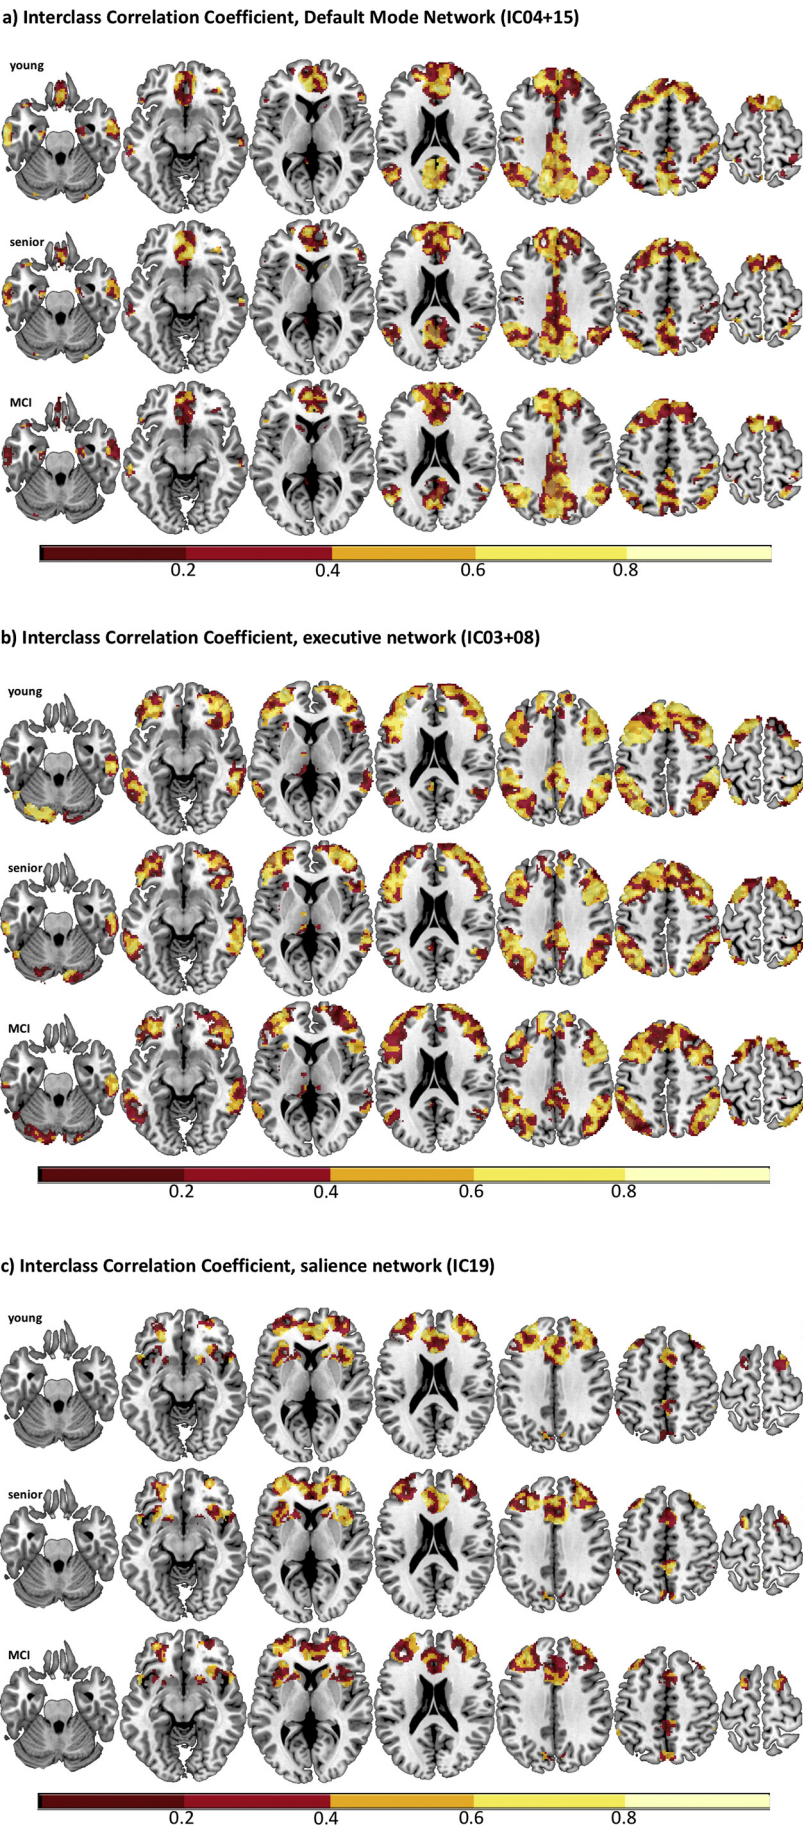 a) Interclass Correlation Coefficient, Default Mode Network (IC04+15)
young
senior
MCI
0.2 0.4 0.6 0.8
b) Interclass Correlation Coefficient, executive network (IC03+08)
young
senior
MCI
0.2 0.4 0.6 0.8
c) Interclass Correlation Coefficient, salience network (IC19)
young
senior
MCI
0.2 0.4 0.6 0.8